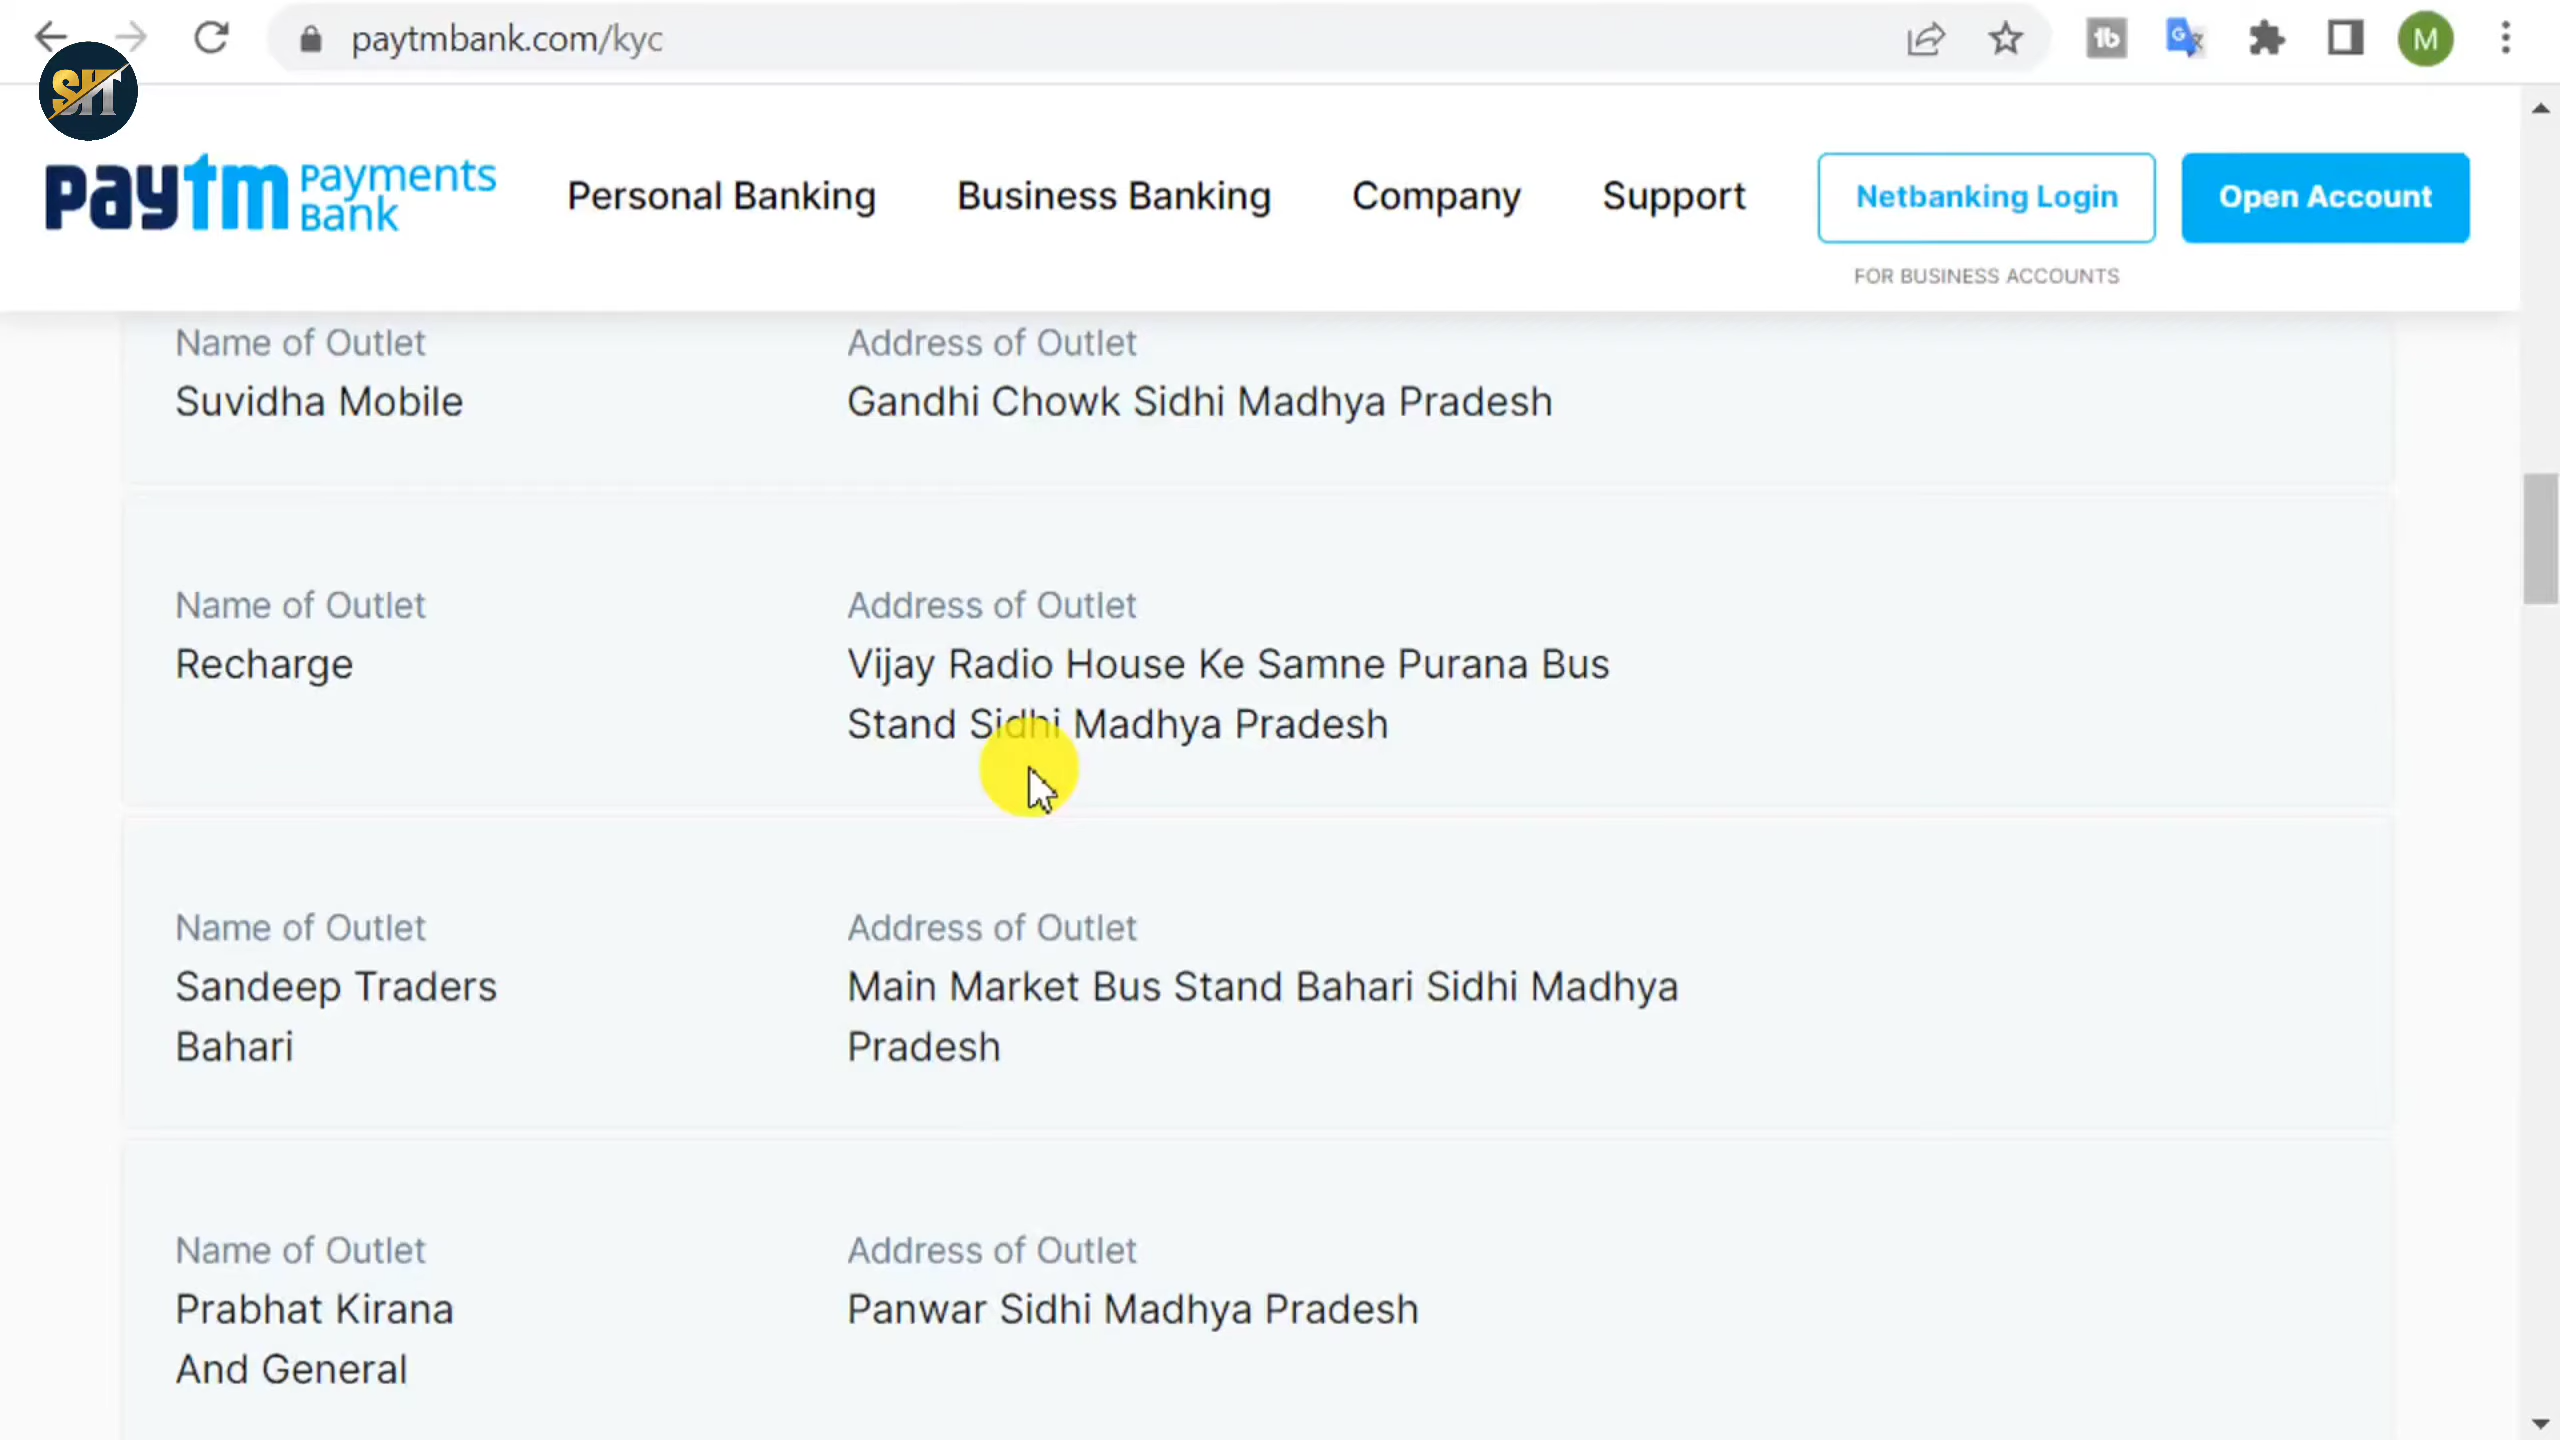 paytmbank.com/kyc
M
SHT
paytm Payments Bank
Personal Banking
Business Banking
Company
Support
Netbanking Login
Open Account
FOR BUSINESS ACCOUNTS
Name of Outlet
Address of Outlet
Suvidha Mobile
Gandhi Chowk Sidhi Madhya Pradesh
Name of Outlet
Address of Outlet
Recharge
Vijay Radio House Ke Samne Purana Bus
Stand Sidhi Madhya Pradesh
Name of Outlet
Address of Outlet
Sandeep Traders
Bahari
Main Market Bus Stand Bahari Sidhi Madhya
Pradesh
Name of Outlet
Address of Outlet
Prabhat Kirana
And General
Panwar Sidhi Madhya Pradesh